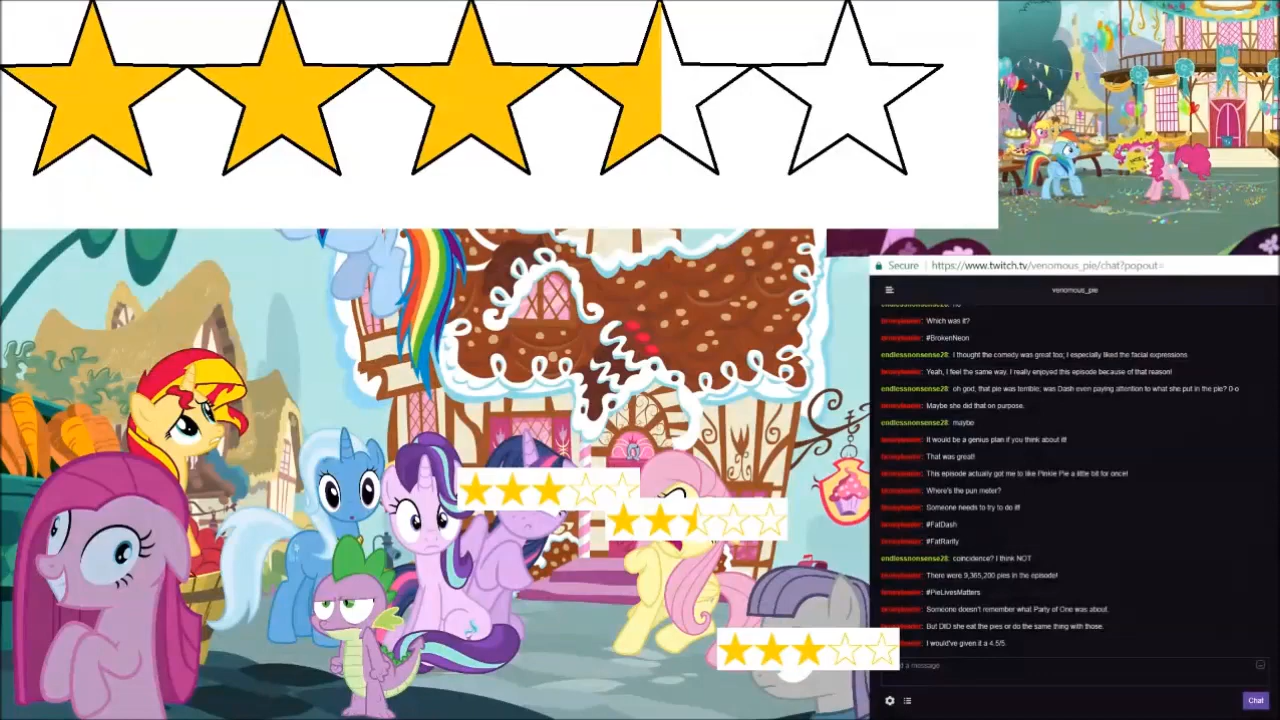 Secure | https://www.twitch.tv/venomous_pie/chat?popout=
venomous_pie
endlessnonsense28: no
Which was it?
#BrokenNeon
endlessnonsense28: I thought the comedy was great too; I especially liked the facial expressions
: Yeah, I feel the same way. I really enjoyed this episode because of that reason!
endlessnonsense28: oh god, that pie was terrible; was Dash even paying attention to what she put in the pie? 0-o
: Maybe she did that on purpose.
endlessnonsense28: maybe
: It would be a genius plan if you think about it!
: That was great!
: This episode actually got me to like Pinkie Pie a little bit for once!
: Where's the pun meter?
: Someone needs to try to do it!
: #FatDash
: #FatRarity
endlessnonsense28: coincidence? I think NOT
: There were 9,365,200 pies in the episode!
: #PieLivesMatters
: Someone doesn't remember what Party of One was about.
: But DID she eat the pies or do the same thing with those.
: I would've given it a 4.5/5.
d a message
Chat